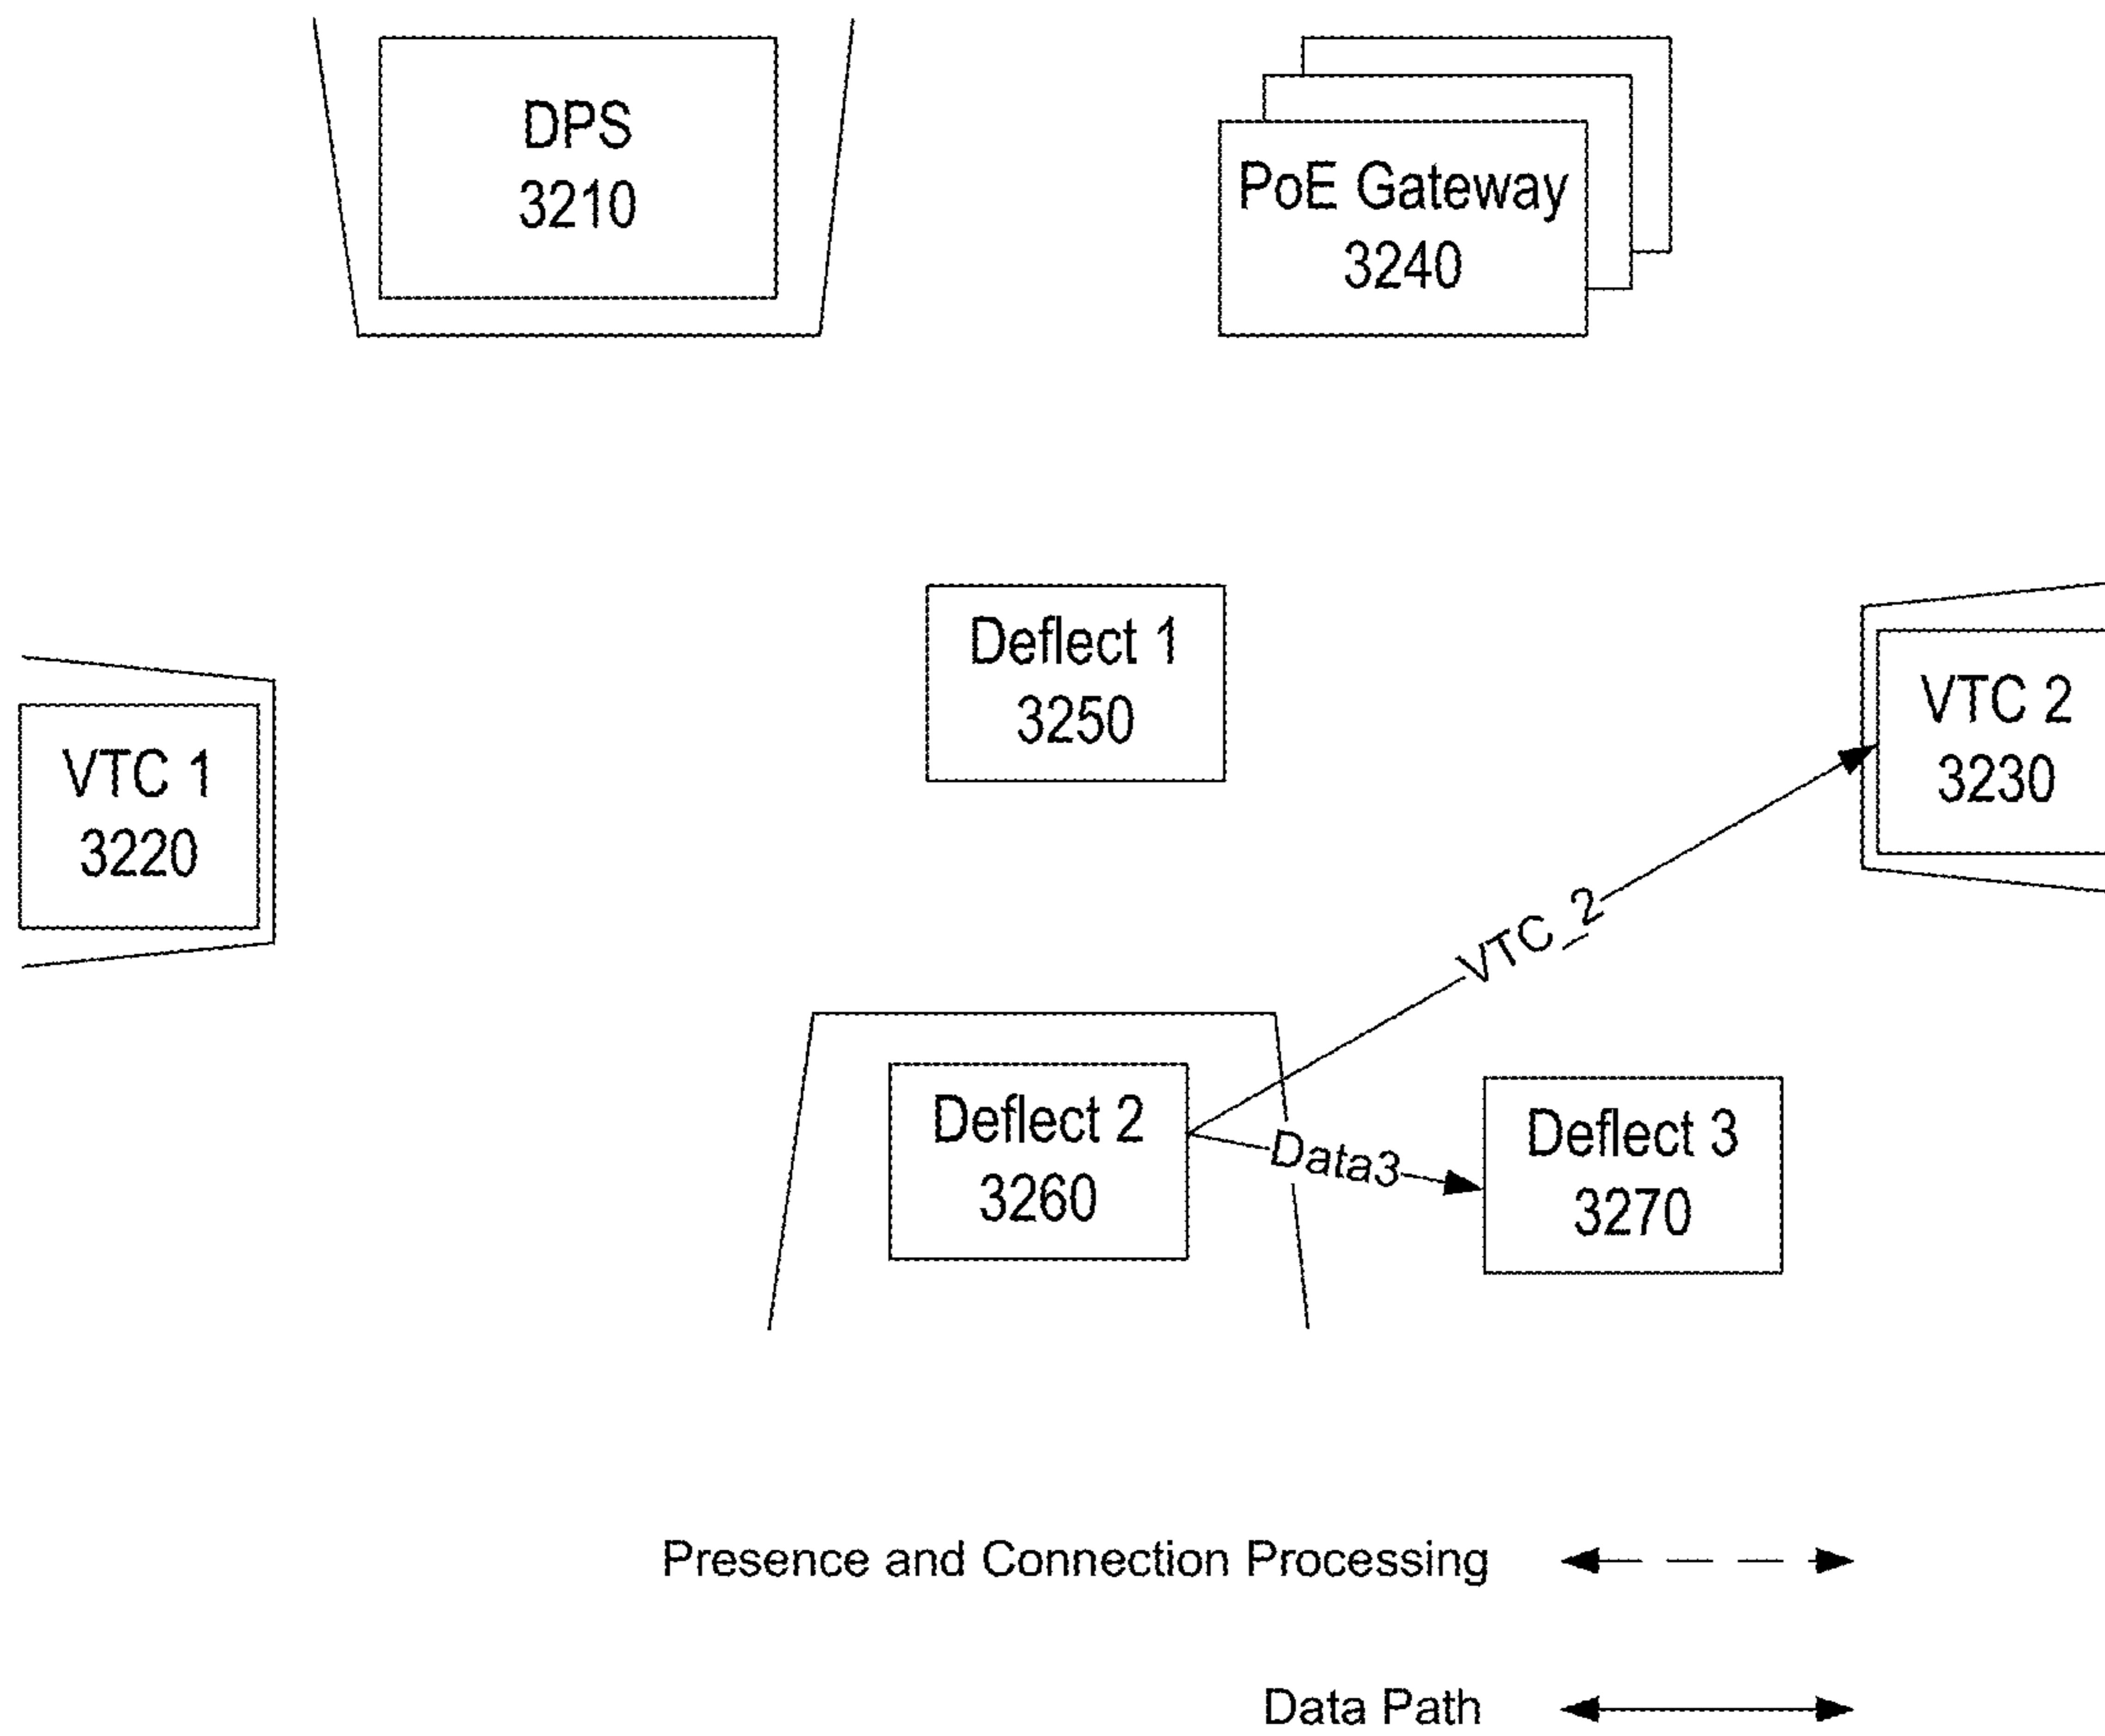 DPS
3210
PoE Gateway
3240
Deflect 1
3250
VTC 2
3230
VTC 1
3220
VTC_2
Deflect 2
3260
Data3
Deflect 3
3270
Presence and Connection Processing
Data Path